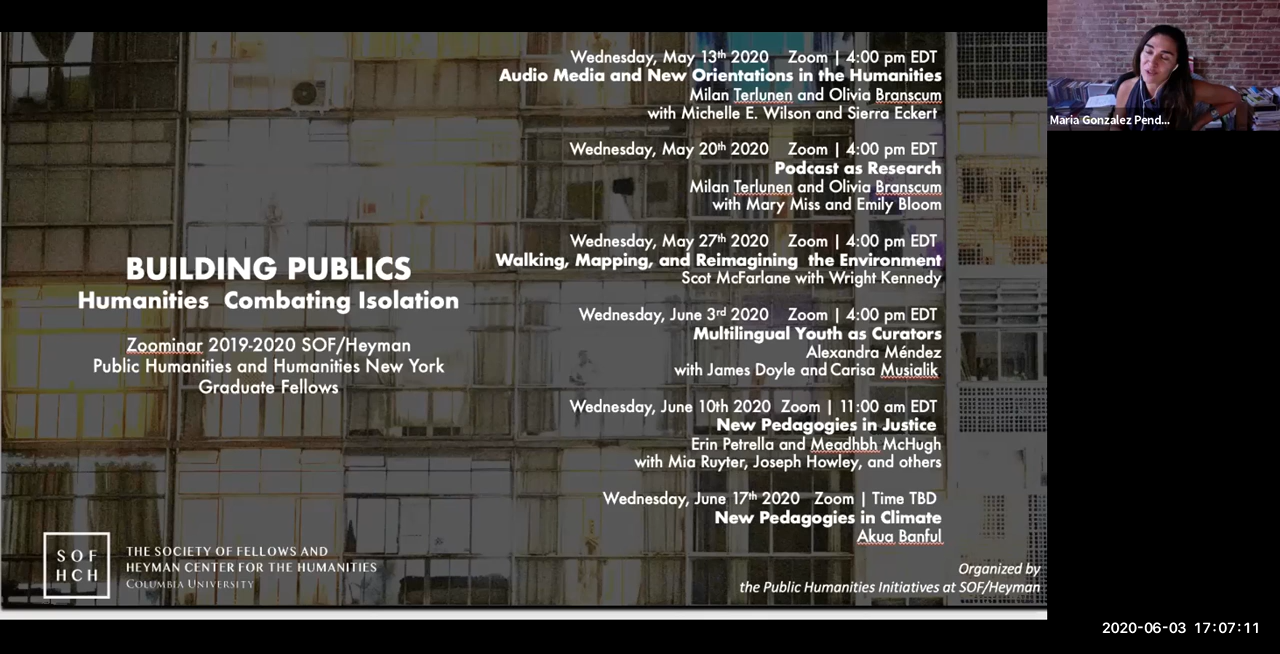 Wednesday, May 13th 2020 Zoom | 4:00 pm EDT
Audio Media and New Orientations in the Humanities
Milan Terlunen and Olivia Branscum
with Michelle E. Wilson and Sierra Eckert
Wednesday, May 20th 2020 Zoom | 4:00 pm EDT
Podcast as Research
Milan Terlunen and Olivia Branscum
with Mary Miss and Emily Bloom
Wednesday, May 27th 2020 Zoom | 4:00 pm EDT
Walking, Mapping, and Reimagining the Environment
Scot McFarlane with Wright Kennedy
Wednesday, June 3rd 2020 Zoom | 4:00 pm EDT
Multilingual Youth as Curators
Alexandra Méndez
with James Doyle and Carisa Musialik
Wednesday, June 10th 2020 Zoom | 11:00 am EDT
New Pedagogies in Justice
Erin Petrella and Meadhbh McHugh
with Mia Ruyter, Joseph Howley, and others
Wednesday, June 17th 2020 Zoom | Time TBD
New Pedagogies in Climate
Akua Banful
Organized by
the Public Humanities Initiatives at SOF/Heyman
BUILDING PUBLICS
Humanities Combating Isolation
Zoominar 2019-2020 SOF/Heyman
Public Humanities and Humanities New York
Graduate Fellows
SOF
HCH
THE SOCIETY OF FELLOWS AND
HEYMAN CENTER FOR THE HUMANITIES
COLUMBIA UNIVERSITY
Maria Gonzalez Pend...
2020-06-03 17:07:11